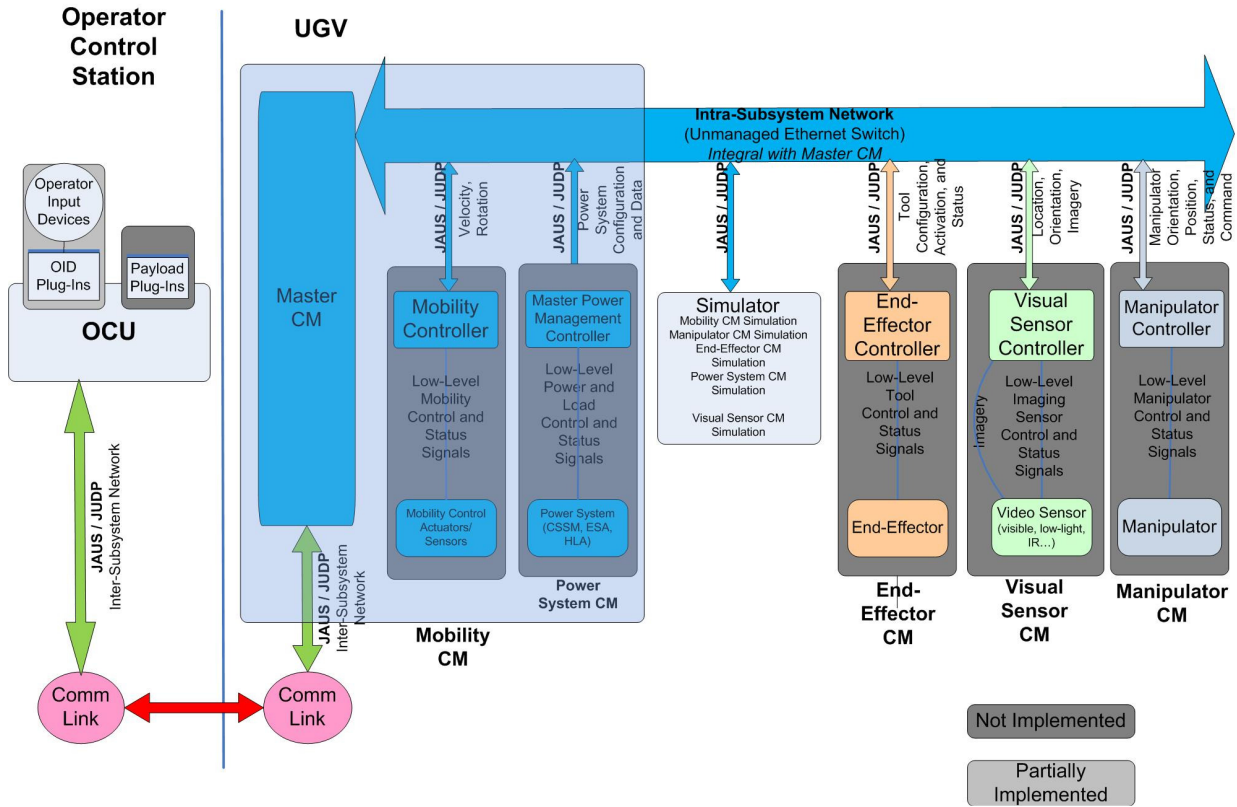 Operator
Control
Station
UGV
Intra-Subsystem Network
(Unmanaged Ethernet Switch)
Integral with Master CM
Operator
Input
Devices
OID
Plug-Ins
Payload
Plug-Ins
OCU
JAUS / JUDP
Inter-Subsystem Network
Comm
Link
Master
CM
JAUS / JUDP
Inter-Subsystem
Network
Comm
Link
JAUS / JUDP
Velocity,
Rotation
Mobility
Controller
Low-Level
Mobility
Control and
Status
Signals
Mobility Control
Actuators/
Sensors
Mobility
CM
JAUS / JUDP
Power
System
Configuration
and Data
Master Power
Management
Controller
Low-Level
Power and
Load
Control and
Status
Signals
Power System
(CSSM, ESA,
HLA)
Power
System CM
JAUS / JUDP
Simulator
Mobility CM Simulation
Manipulator CM Simulation
End-Effector CM
Simulation
Power System CM
Simulation
Visual Sensor CM
Simulation
JAUS / JUDP
Tool
Configuration,
Activation, and
Status
End-
Effector
Controller
Low-Level
Tool
Control and
Status
Signals
End-Effector
End-
Effector
CM
JAUS / JUDP
Location,
Orientation,
Imagery
Visual
Sensor
Controller
Imagery
Low-Level
Imaging
Sensor
Control and
Status
Signals
Video Sensor
(visible, low-light,
IR...)
Visual
Sensor
CM
JAUS / JUDP
Manipulator
Orientation,
Position,
Status, and
Command
Manipulator
Controller
Low-Level
Manipulator
Control and
Status
Signals
Manipulator
Manipulator
CM
Not Implemented
Partially
Implemented